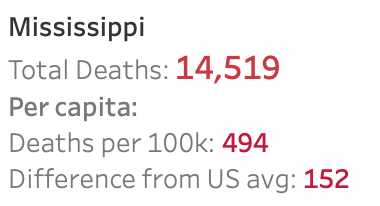 Mississippi
Total Deaths: 14,519
Per capita:
Deaths per 100k: 494
Difference from US avg: 152